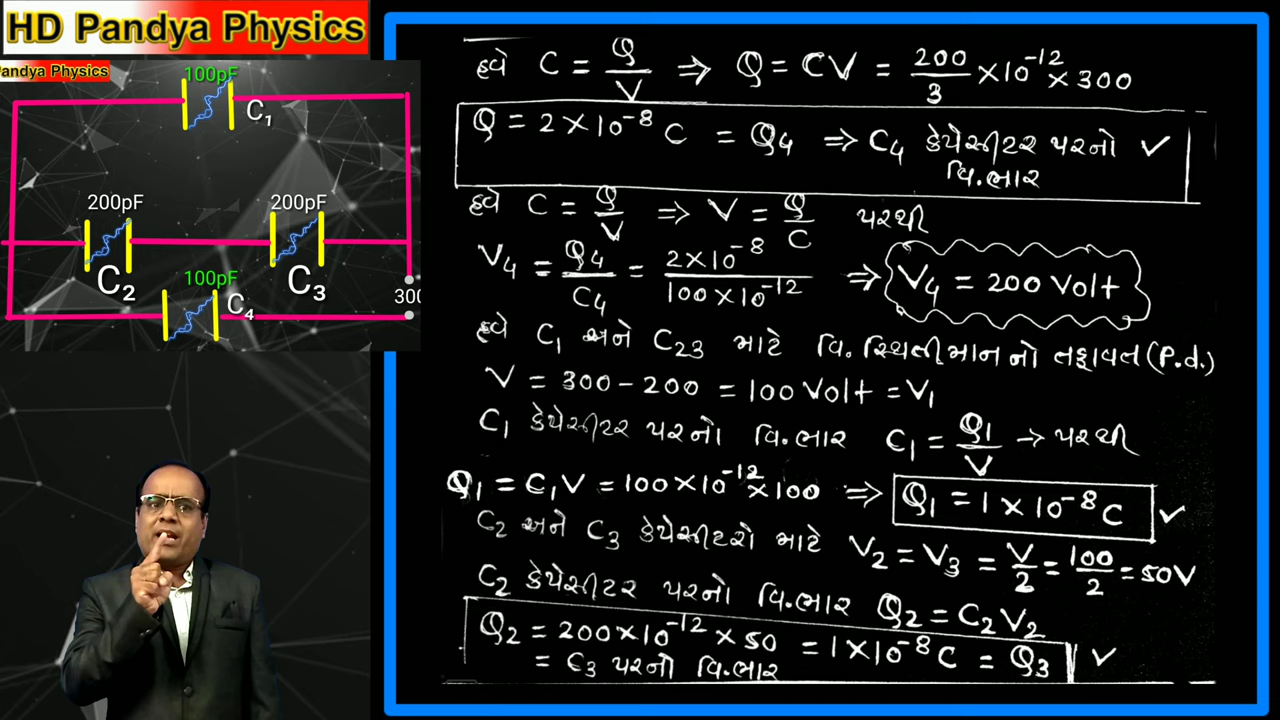 HD Pandya Physics
Pandya Physics
100pF
C₁
200pF
200pF
C₂
C₃
100pF
C₄
300
હવે C = Q/V ⇒ Q = CV = 200/3 × 10⁻¹² × 300
Q = 2 × 10⁻⁸ C = Q₄ ⇒ C₄ કેપેસીટર પરનો ✓
વિ.ભાર
હવે C = Q/V ⇒ V = Q/C પરથી
V₄ = Q₄/C₄ = 2×10⁻⁸/100×10⁻¹² ⇒ V₄ = 200 Volt
હવે C₁ અને C₂₃ માટે વિ.સ્થિતીમાન નો તફાવત (P.d.)
V = 300 − 200 = 100 Volt = V₁
C₁ કેપેસીટર પરનો વિ.ભાર C₁ = Q₁/V → પરથી
Q₁ = C₁V = 100×10⁻¹²×100 ⇒ Q₁ = 1 × 10⁻⁸ C ✓
C₂ અને C₃ કેપેસીટરો માટે V₂ = V₃ = V/2 = 100/2 = 50V
C₂ કેપેસીટર પરનો વિ.ભાર Q₂ = C₂V₂
Q₂ = 200×10⁻¹² × 50 = 1×10⁻⁸ C = Q₃ ✓
= C₃ પરનો વિ.ભાર